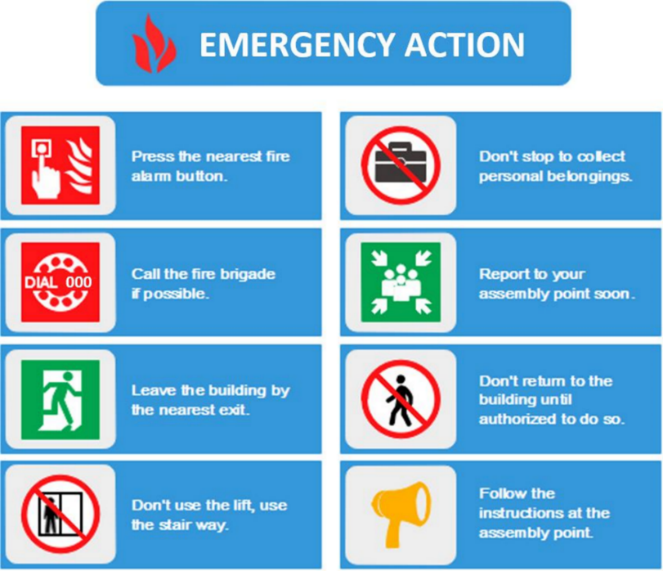 EMERGENCY ACTION
Press the nearest fire
alarm button.
DIAL 000
Call the fire brigade
if possible.
Leave the building by
the nearest exit.
Don't use the lift, use
the stair way.
Don't stop to collect
personal belongings.
Report to your
assembly point soon.
Don't return to the
building until
authorized to do so.
Follow the
instructions at the
assembly point.